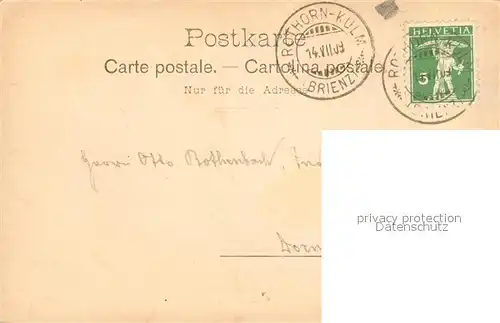 Postkarte
Carte postale. — Cartolina postale
Nur für die Adresse
ROTHORN-KULM
14.VII.09
(BRIENZ)
HELVETIA
5
Herrn Otto Rothenbach,
privacy protection
Datenschutz